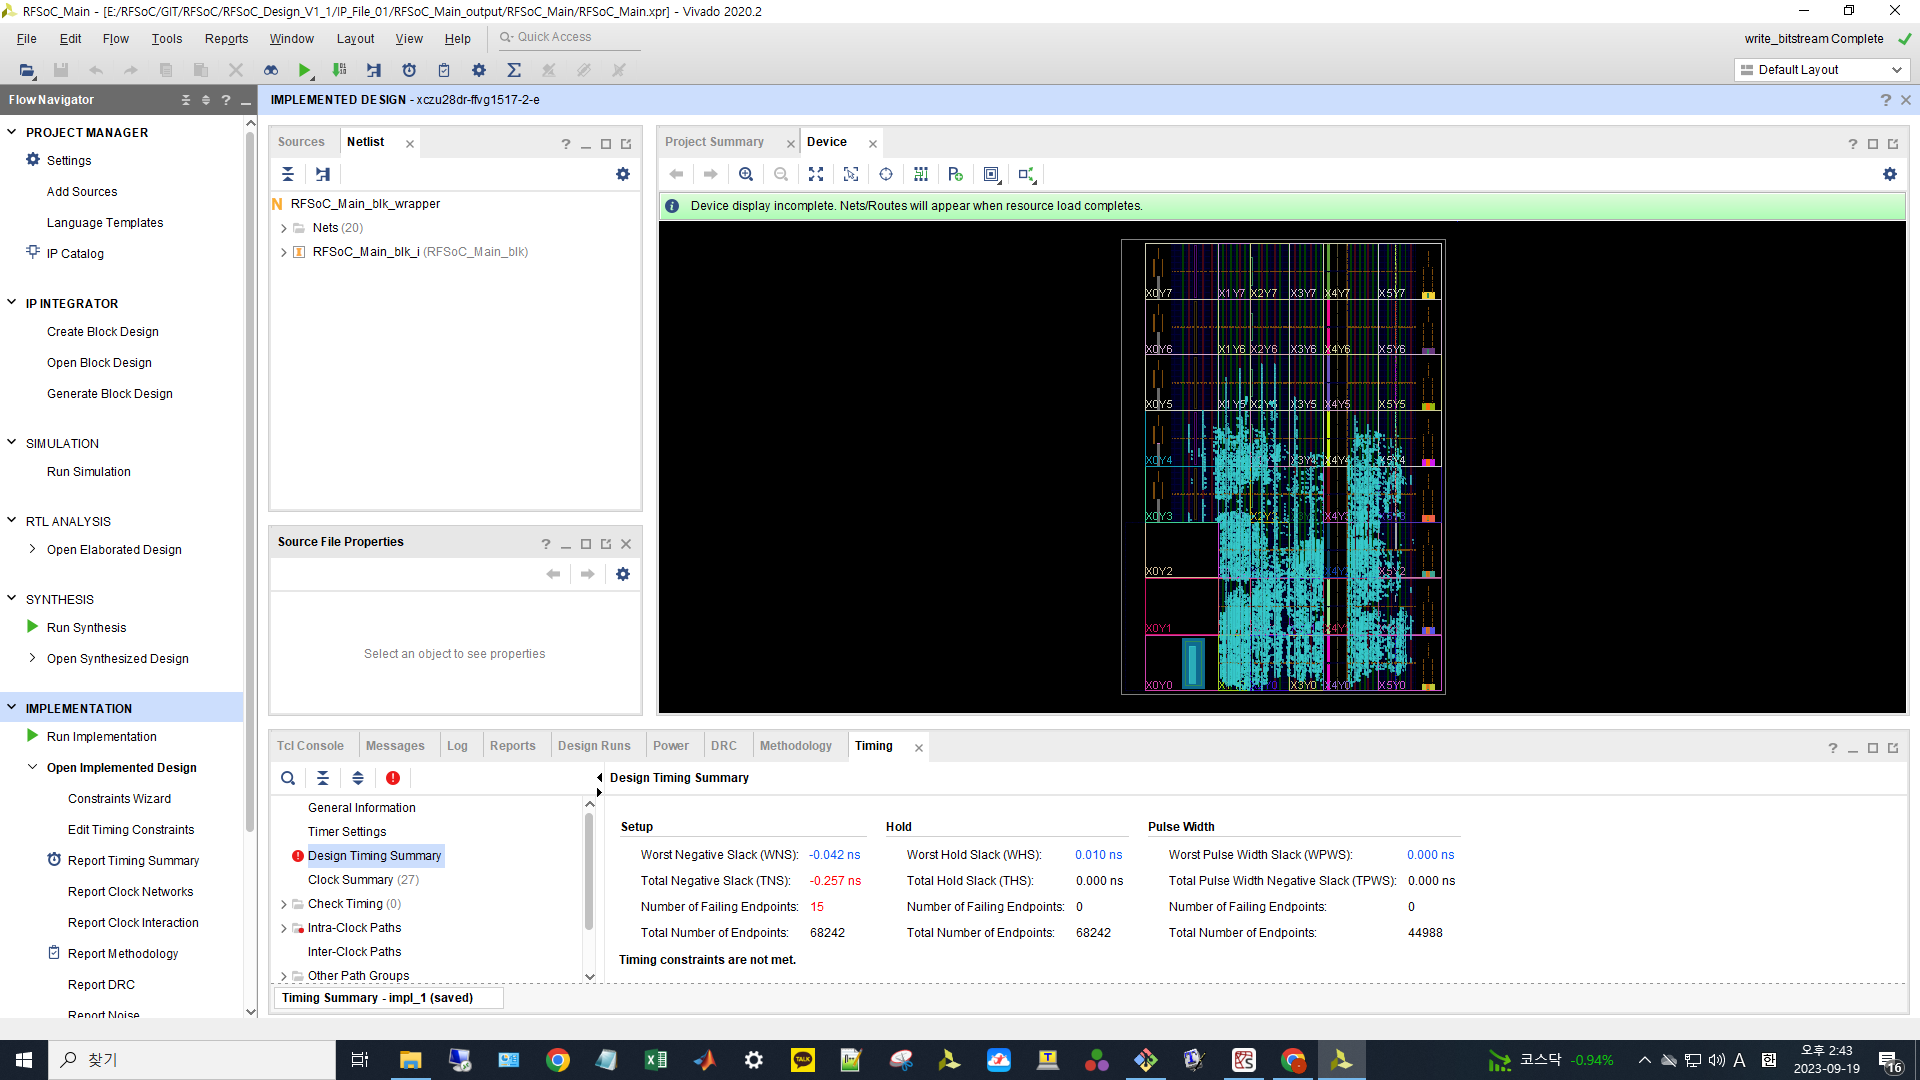 RFSoC_Main - [E:/RFSoC/GIT/RFSoC/RFSoC_Design_V1_1/IP_File_01/RFSoC_Main_output/RFSoC_Main/RFSoC_Main.xpr] - Vivado 2020.2
File Edit Flow Tools Reports Window Layout View Help Quick Access
write_bitstream Complete
Default Layout
Flow Navigator
IMPLEMENTED DESIGN - xczu28dr-ffvg1517-2-e
PROJECT MANAGER
Settings
Add Sources
Language Templates
IP Catalog
IP INTEGRATOR
Create Block Design
Open Block Design
Generate Block Design
SIMULATION
Run Simulation
RTL ANALYSIS
Open Elaborated Design
SYNTHESIS
Run Synthesis
Open Synthesized Design
IMPLEMENTATION
Run Implementation
Open Implemented Design
Constraints Wizard
Edit Timing Constraints
Report Timing Summary
Report Clock Networks
Report Clock Interaction
Report Methodology
Report DRC
Report Noise
Sources Netlist
RFSoC_Main_blk_wrapper
Nets (20)
RFSoC_Main_blk_i (RFSoC_Main_blk)
Source File Properties
Select an object to see properties
Project Summary Device
Device display incomplete. Nets/Routes will appear when resource load completes.
X0Y7 X1Y7 X2Y7 X3Y7 X4Y7 X5Y7
X0Y6 X1Y6 X2Y6 X3Y6 X4Y6 X5Y6
X0Y5 X1Y5 X2Y5 X3Y5 X4Y5 X5Y5
X0Y4 X3Y4 X4Y4 X5Y4
X0Y3
X0Y2 X5Y2
X0Y1
X0Y0 X3Y0 X4Y0 X5Y0
Tcl Console Messages Log Reports Design Runs Power DRC Methodology Timing
General Information
Timer Settings
Design Timing Summary
Clock Summary (27)
Check Timing (0)
Intra-Clock Paths
Inter-Clock Paths
Other Path Groups
Timing Summary - impl_1 (saved)
Design Timing Summary
Setup Hold Pulse Width
Worst Negative Slack (WNS): -0.042 ns Worst Hold Slack (WHS): 0.010 ns Worst Pulse Width Slack (WPWS): 0.000 ns
Total Negative Slack (TNS): -0.257 ns Total Hold Slack (THS): 0.000 ns Total Pulse Width Negative Slack (TPWS): 0.000 ns
Number of Failing Endpoints: 15 Number of Failing Endpoints: 0 Number of Failing Endpoints: 0
Total Number of Endpoints: 68242 Total Number of Endpoints: 68242 Total Number of Endpoints: 44988
Timing constraints are not met.
찾기
TALK
코스닥 -0.94%
A
오후 2:43
2023-09-19
16